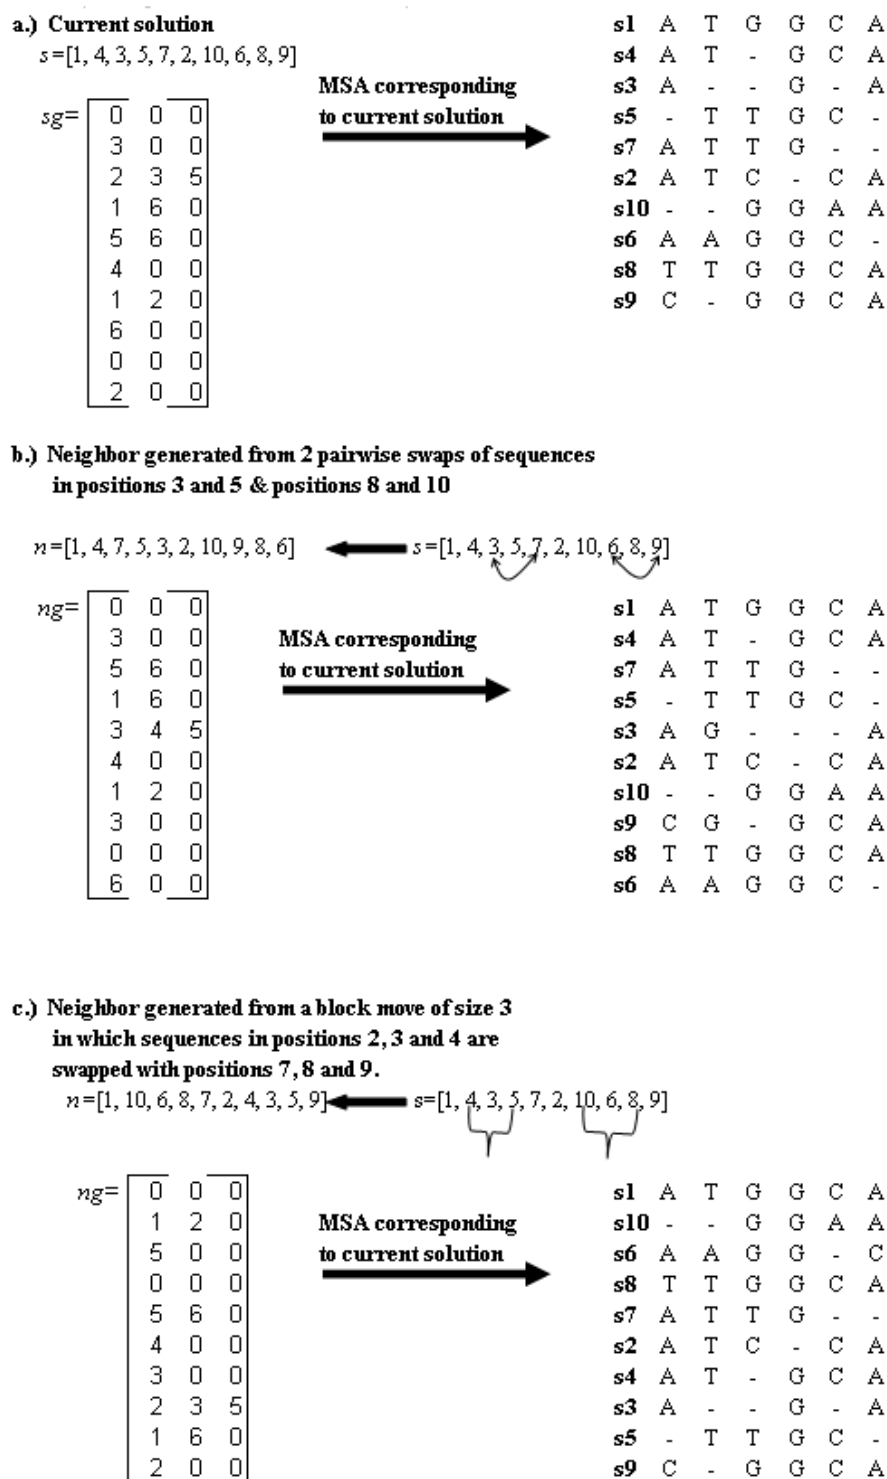 a.) Current solution
s=[1, 4, 3, 5, 7, 2, 10, 6, 8, 9]
sg=
0 0 0
3 0 0
2 3 5
1 6 0
5 6 0
4 0 0
1 2 0
6 0 0
0 0 0
2 0 0
MSA corresponding
to current solution
s1 A T G G C A
s4 A T - G C A
s3 A - - G - A
s5 - T T G C -
s7 A T T G - -
s2 A T C - C A
s10 - - G G A A
s6 A A G G C -
s8 T T G G C A
s9 C - G G C A
b.) Neighbor generated from 2 pairwise swaps of sequences
in positions 3 and 5 & positions 8 and 10
n=[1, 4, 7, 5, 3, 2, 10, 9, 8, 6]
s=[1, 4, 3, 5, 7, 2, 10, 6, 8, 9]
ng=
0 0 0
3 0 0
5 6 0
1 6 0
3 4 5
4 0 0
1 2 0
3 0 0
0 0 0
6 0 0
MSA corresponding
to current solution
s1 A T G G C A
s4 A T - G C A
s7 A T T G - -
s5 - T T G C -
s3 A G - - - A
s2 A T C - C A
s10 - - G G A A
s9 C G - G C A
s8 T T G G C A
s6 A A G G C -
c.) Neighbor generated from a block move of size 3
in which sequences in positions 2, 3 and 4 are
swapped with positions 7, 8 and 9.
n=[1, 10, 6, 8, 7, 2, 4, 3, 5, 9]
s=[1, 4, 3, 5, 7, 2, 10, 6, 8, 9]
ng=
0 0 0
1 2 0
5 0 0
0 0 0
5 6 0
4 0 0
3 0 0
2 3 5
1 6 0
2 0 0
MSA corresponding
to current solution
s1 A T G G C A
s10 - - G G A A
s6 A A G G - C
s8 T T G G C A
s7 A T T G - -
s2 A T C - C A
s4 A T - G C A
s3 A - - G - A
s5 - T T G C -
s9 C - G G C A